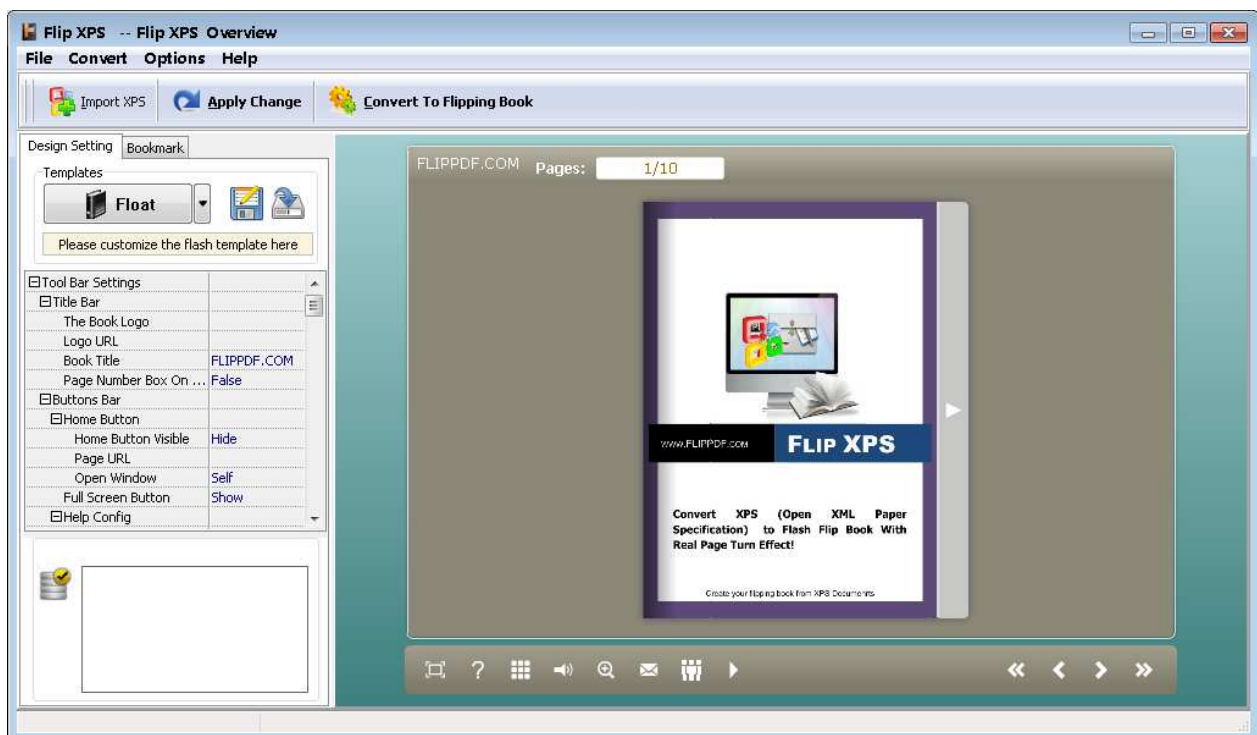 Flip XPS -- Flip XPS Overview
File Convert Options Help
Import XPS Apply Change Convert To Flipping Book
Design Setting Bookmark
Templates
Float
Please customize the flash template here
Tool Bar Settings
Title Bar
The Book Logo
Logo URL
Book Title FLIPPDF.COM
Page Number Box On ... False
Buttons Bar
Home Button
Home Button Visible Hide
Page URL
Open Window Self
Full Screen Button Show
Help Config
FLIPPDF.COM Pages: 1/10
WWW.FLIPPDF.COM FLIP XPS
Convert XPS (Open XML Paper
Specification) to Flash Flip Book With
Real Page Turn Effect!
Create your flipping book from XPS Documents